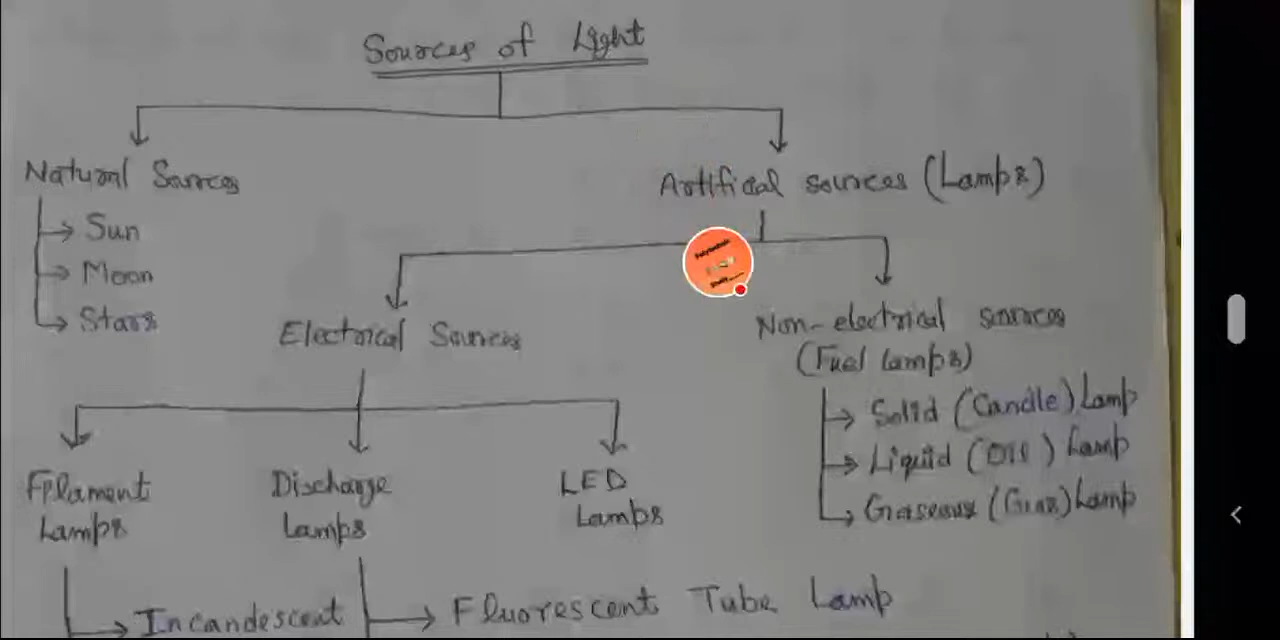 Sources of Light
Natural Sources
Artifical sources (Lamps)
Sun
Moon
Stars
Electrical Sources
Non-electrical sources
(Fuel lamps)
Solid (Candle) Lamp
Liquid (Oil) Lamp
Gaseous (Gas) Lamp
Filament
Lamps
Discharge
Lamps
LED
Lamps
Incandescent
Fluorescent Tube Lamp